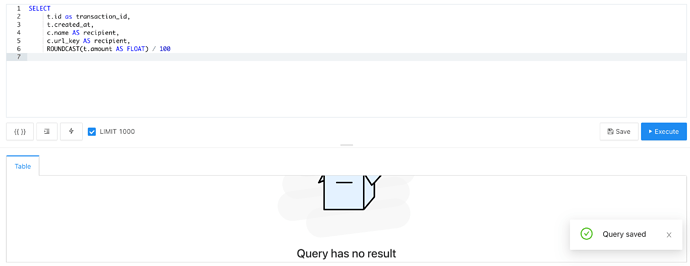 1 SELECT
2 t.id as transaction_id,
3 t.created_at,
4 c.name AS recipient,
5 c.url_key AS recipient,
6 ROUNDCAST(t.amount AS FLOAT) / 100
7
{{ }} LIMIT 1000 Save Execute
Table
Query saved
Query has no result